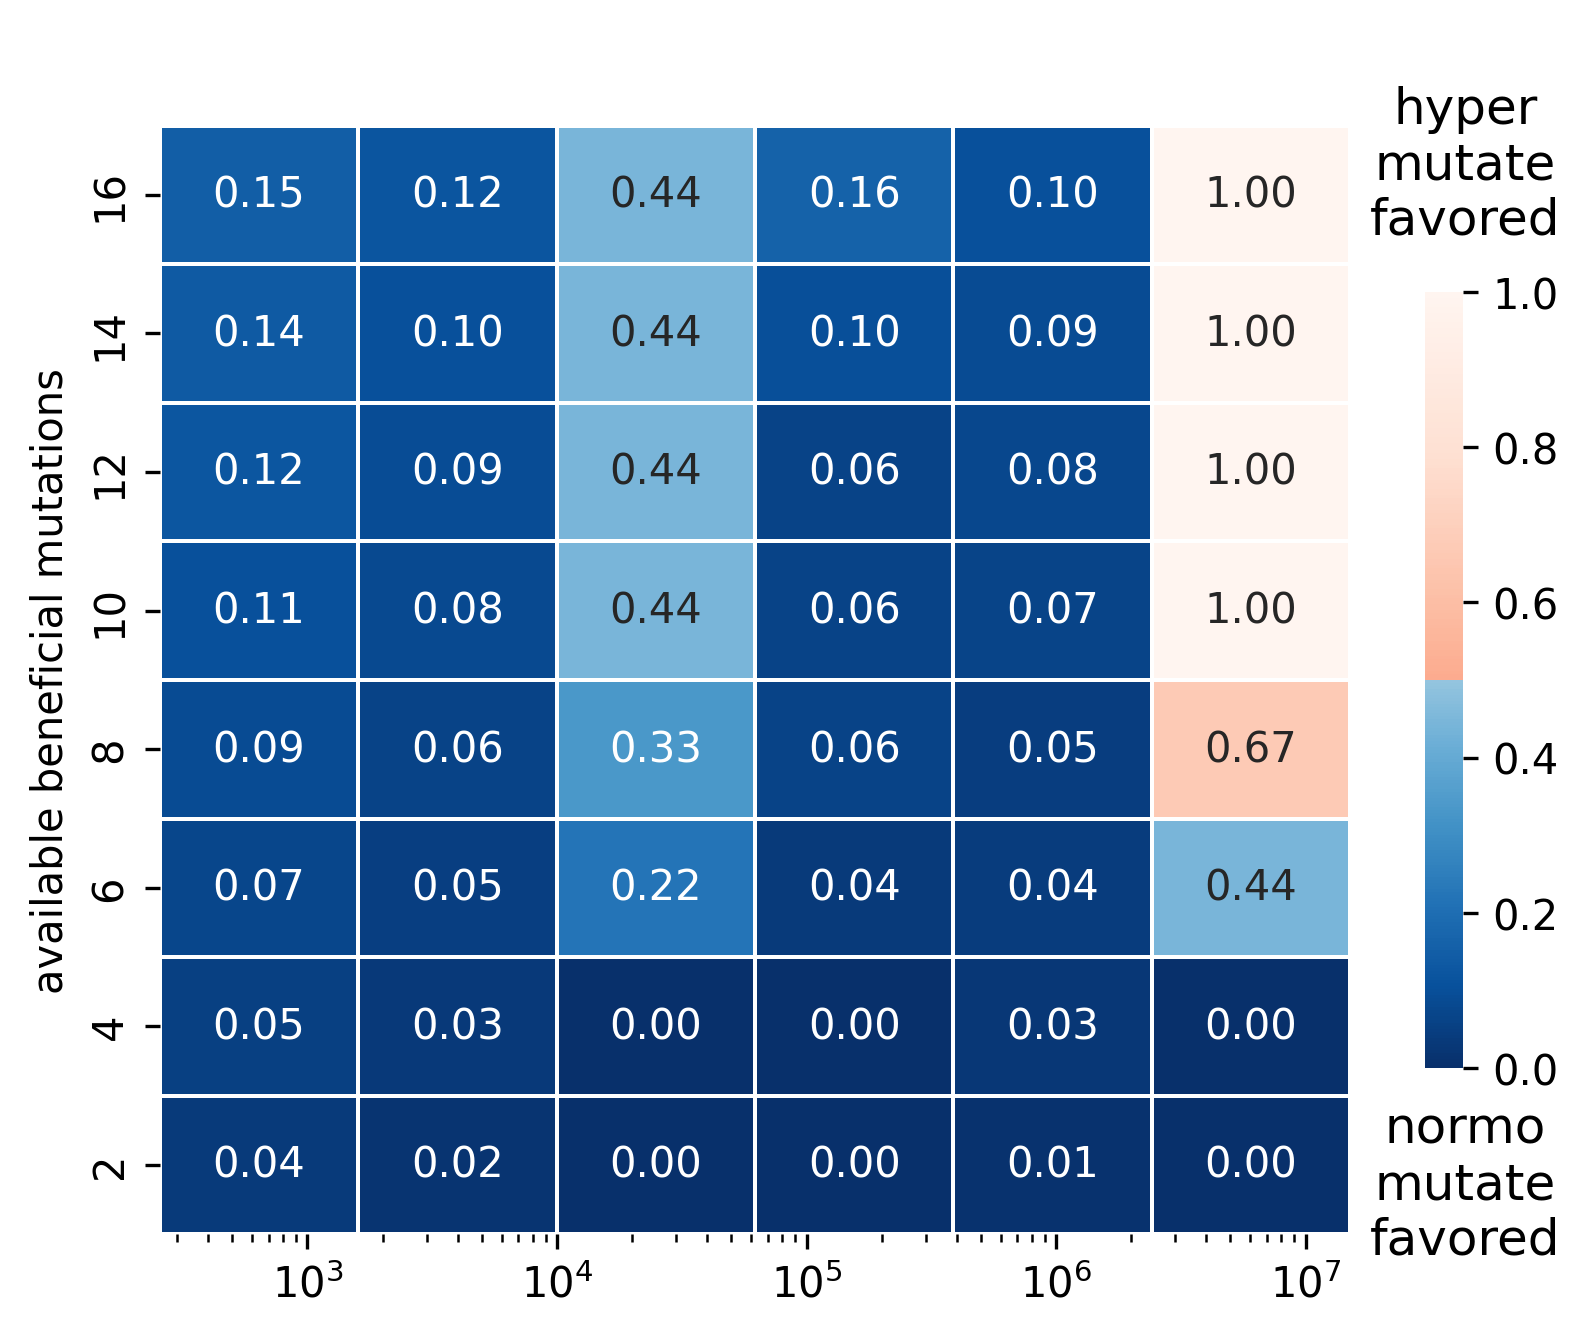 hyper
mutate
favored
available beneficial mutations
16 0.15 0.12 0.44 0.16 0.10 1.00
14 0.14 0.10 0.44 0.10 0.09 1.00
12 0.12 0.09 0.44 0.06 0.08 1.00
10 0.11 0.08 0.44 0.06 0.07 1.00
8 0.09 0.06 0.33 0.06 0.05 0.67
6 0.07 0.05 0.22 0.04 0.04 0.44
4 0.05 0.03 0.00 0.00 0.03 0.00
2 0.04 0.02 0.00 0.00 0.01 0.00
10³ 10⁴ 10⁵ 10⁶ 10⁷
1.0
0.8
0.6
0.4
0.2
0.0
normo
mutate
favored